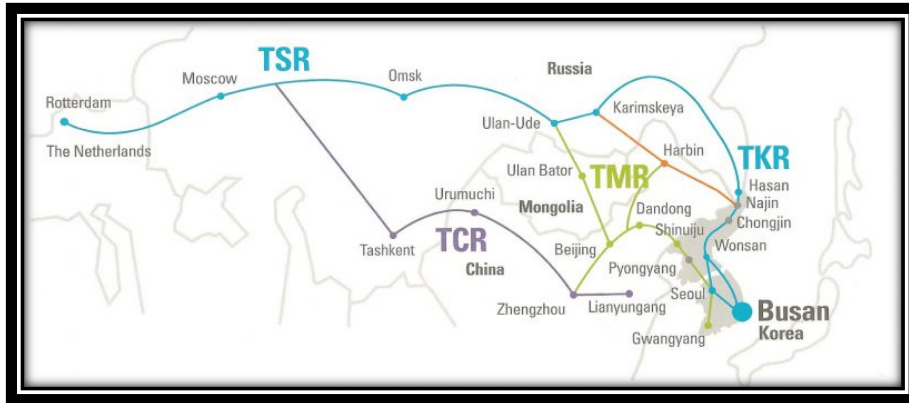 TSR
Moscow
Omsk
Russia
Rotterdam
Karimskeya
Ulan-Ude
The Netherlands
Harbin
TKR
Ulan Bator
TMR
Hasan
Urumuchi
Najin
Mongolia
Dandong
Chongjin
Shinuiju
TCR
Wonsan
Tashkent
Beijing
China
Pyongyang
Zhengzhou
Lianyungang
Seoul
Busan
Korea
Gwangyang